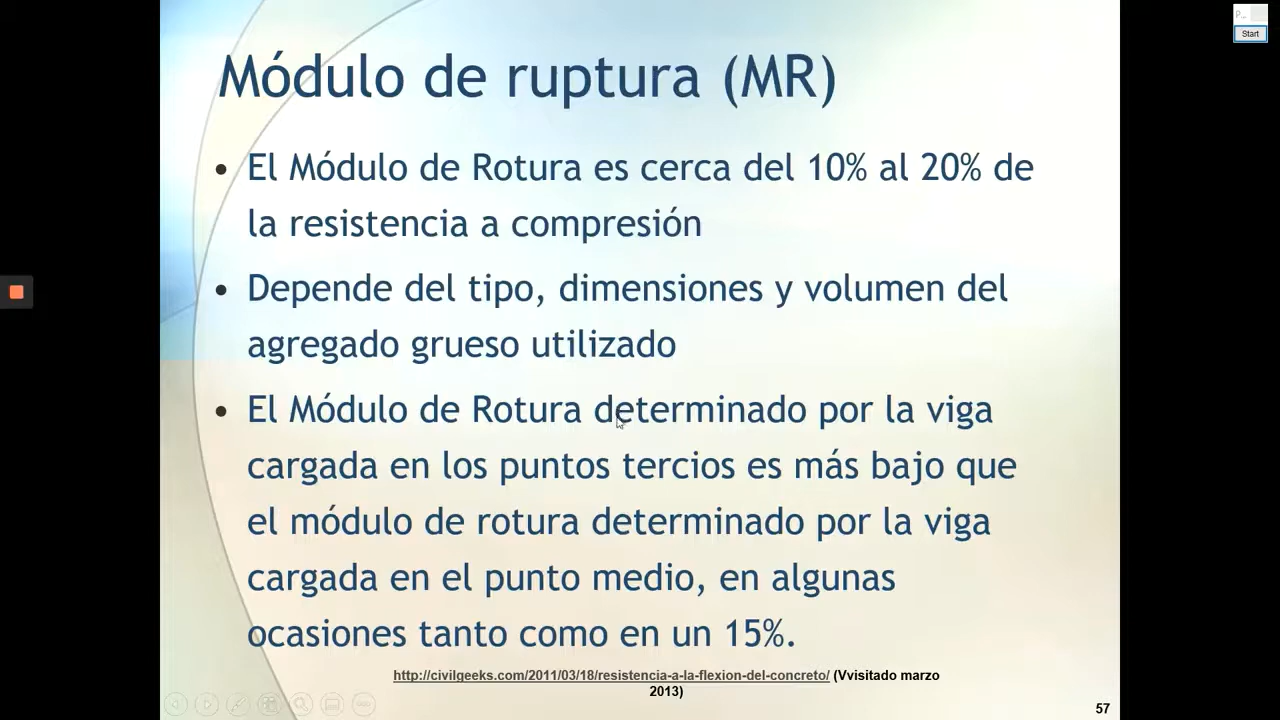 P...
Start
Módulo de ruptura (MR)
• El Módulo de Rotura es cerca del 10% al 20% de
la resistencia a compresión
• Depende del tipo, dimensiones y volumen del
agregado grueso utilizado
• El Módulo de Rotura determinado por la viga
cargada en los puntos tercios es más bajo que
el módulo de rotura determinado por la viga
cargada en el punto medio, en algunas
ocasiones tanto como en un 15%.
http://civilgeeks.com/2011/03/18/resistencia-a-la-flexion-del-concreto/ (Vvisitado marzo
2013)
57